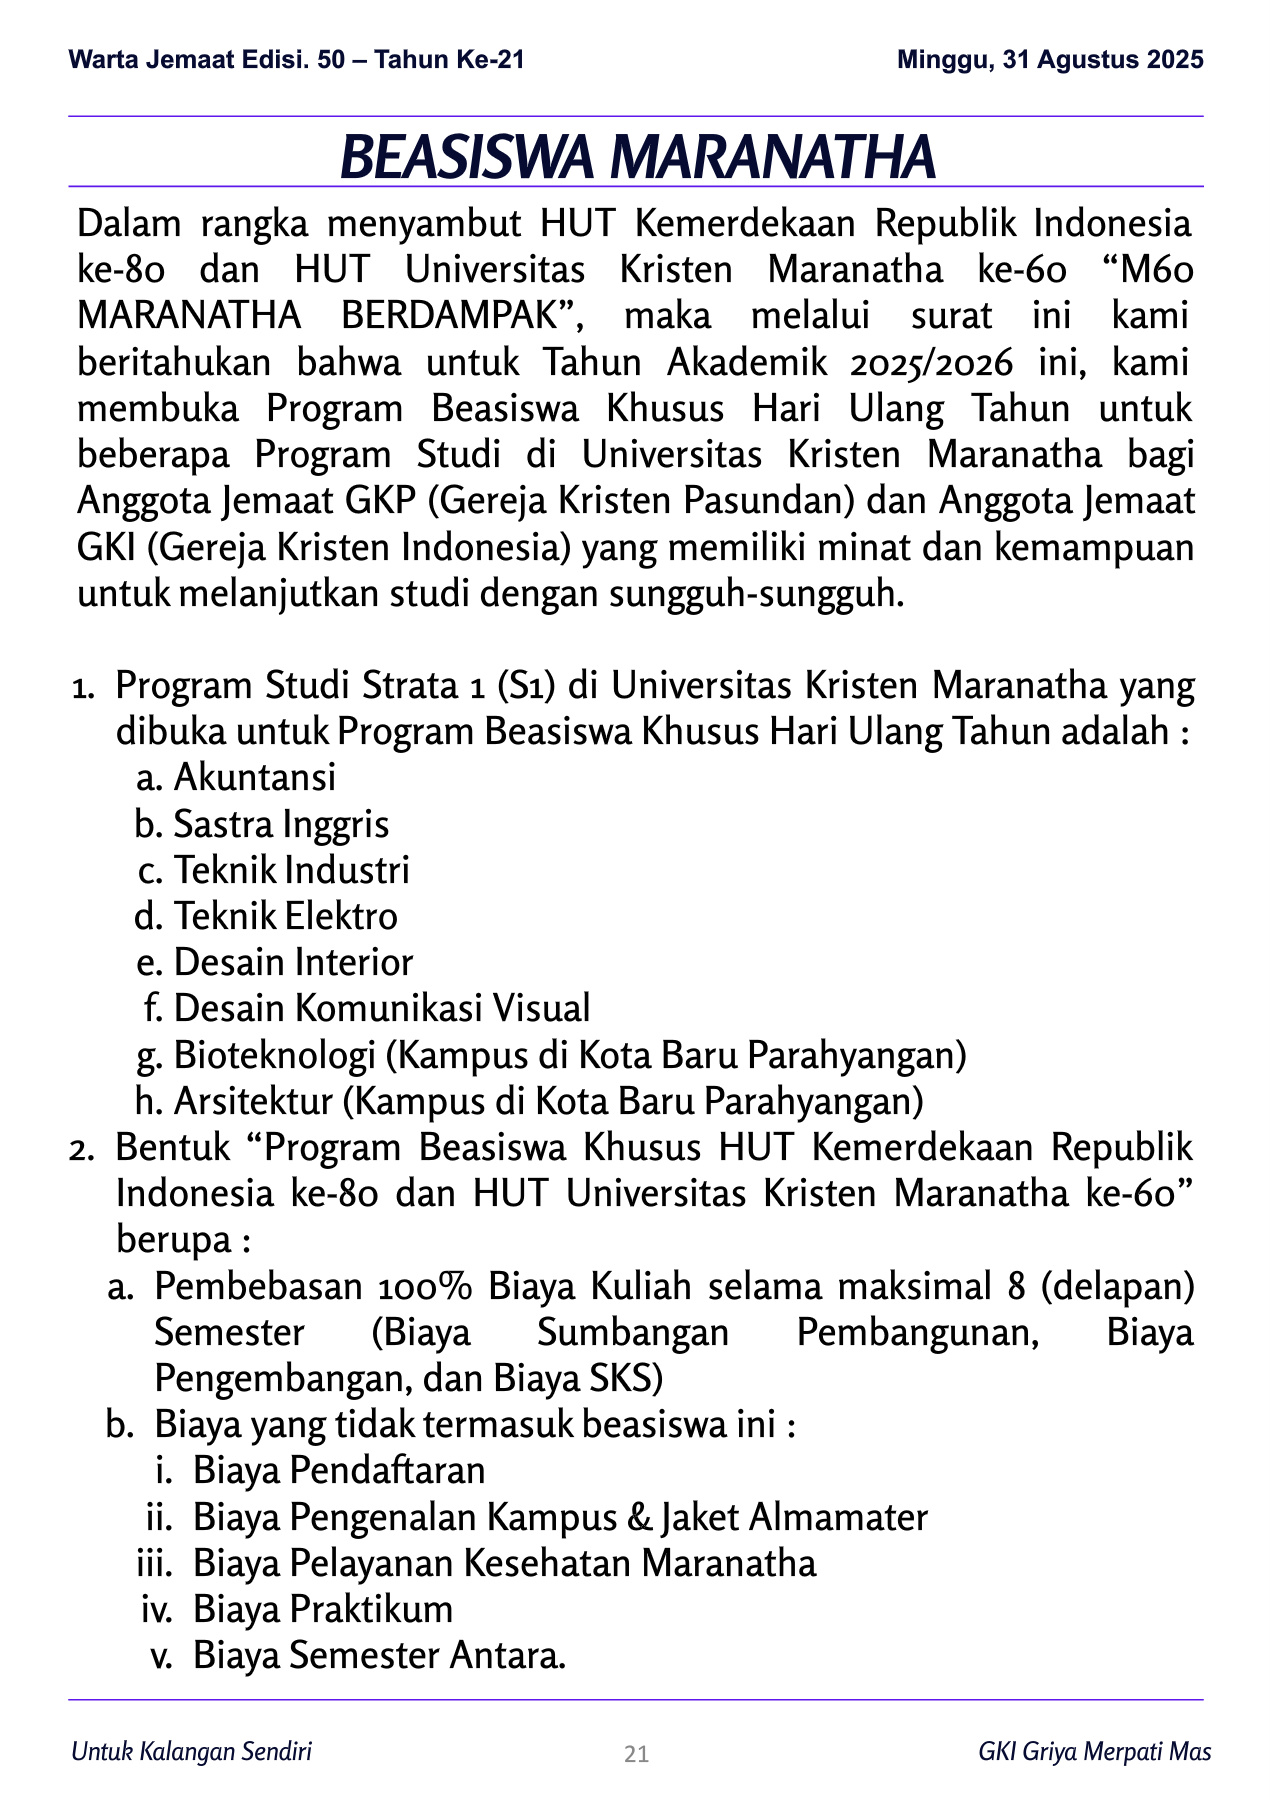 Warta Jemaat Edisi. 50 – Tahun Ke-21
Minggu, 31 Agustus 2025
BEASISWA MARANATHA
Dalam rangka menyambut HUT Kemerdekaan Republik Indonesia
ke-80 dan HUT Universitas Kristen Maranatha ke-60 “M60
MARANATHA BERDAMPAK”, maka melalui surat ini kami
beritahukan bahwa untuk Tahun Akademik 2025/2026 ini, kami
membuka Program Beasiswa Khusus Hari Ulang Tahun untuk
beberapa Program Studi di Universitas Kristen Maranatha bagi
Anggota Jemaat GKP (Gereja Kristen Pasundan) dan Anggota Jemaat
GKI (Gereja Kristen Indonesia) yang memiliki minat dan kemampuan
untuk melanjutkan studi dengan sungguh-sungguh.
1. Program Studi Strata 1 (S1) di Universitas Kristen Maranatha yang
dibuka untuk Program Beasiswa Khusus Hari Ulang Tahun adalah :
a. Akuntansi
b. Sastra Inggris
c. Teknik Industri
d. Teknik Elektro
e. Desain Interior
f. Desain Komunikasi Visual
g. Bioteknologi (Kampus di Kota Baru Parahyangan)
h. Arsitektur (Kampus di Kota Baru Parahyangan)
2. Bentuk “Program Beasiswa Khusus HUT Kemerdekaan Republik
Indonesia ke-80 dan HUT Universitas Kristen Maranatha ke-60”
berupa :
a. Pembebasan 100% Biaya Kuliah selama maksimal 8 (delapan)
Semester (Biaya Sumbangan Pembangunan, Biaya
Pengembangan, dan Biaya SKS)
b. Biaya yang tidak termasuk beasiswa ini :
i. Biaya Pendaftaran
ii. Biaya Pengenalan Kampus & Jaket Almamater
iii. Biaya Pelayanan Kesehatan Maranatha
iv. Biaya Praktikum
v. Biaya Semester Antara.
Untuk Kalangan Sendiri
21
GKI Griya Merpati Mas